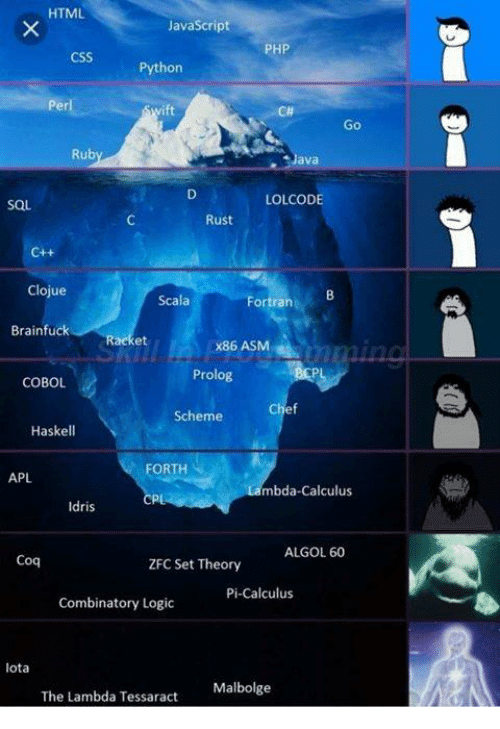 HTML
JavaScript
PHP
CSS
Python
Perl
Swift
C#
Go
Ruby
Java
D
LOLCODE
SQL
C
Rust
C++
Clojue
Scala
Fortran
B
Brainfuck
Racket
x86 ASM
Prolog
BCPL
COBOL
Scheme
Chef
Haskell
FORTH
APL
CPL
Lambda-Calculus
Idris
ALGOL 60
Coq
ZFC Set Theory
Pi-Calculus
Combinatory Logic
Iota
Malbolge
The Lambda Tessaract